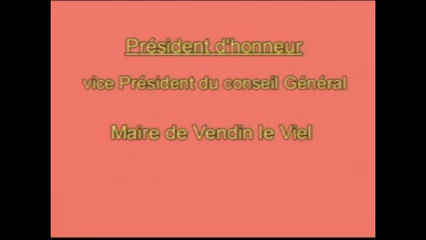 Président d'honneur
vice Président du conseil Général
Maire de Vendin le Viel